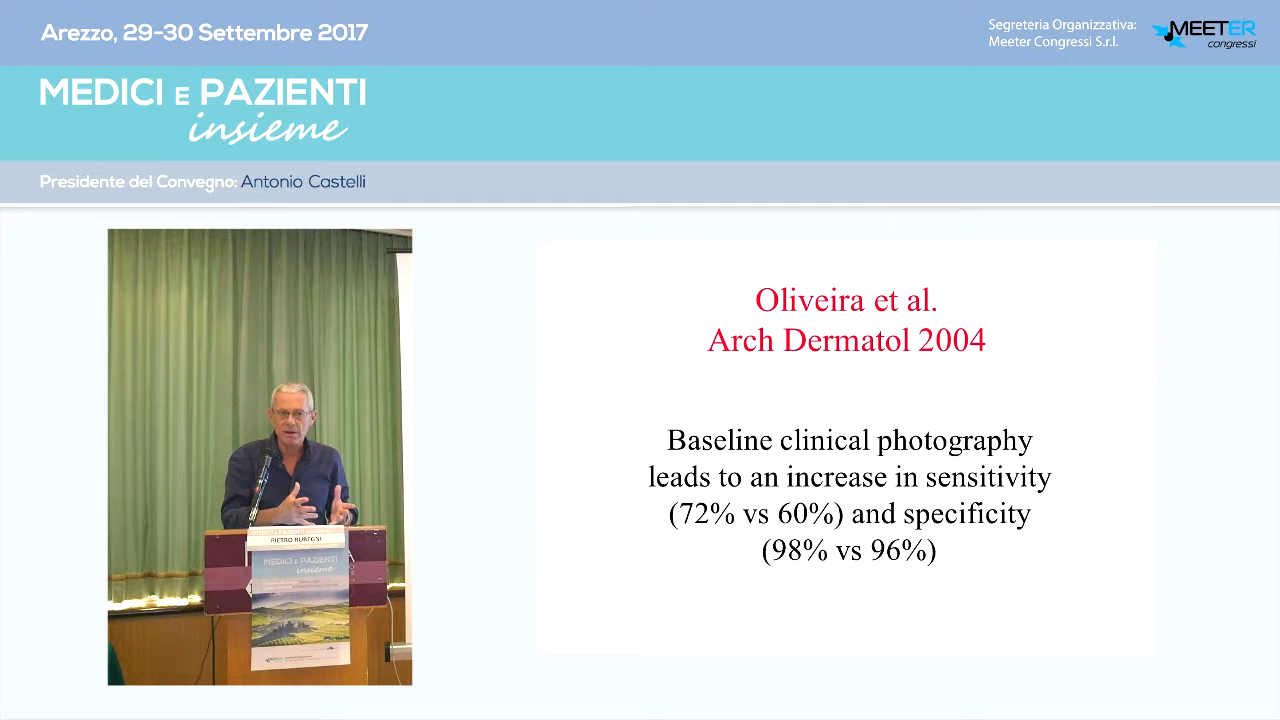 Arezzo, 29-30 Settembre 2017
Segreteria Organizzativa:
Meeter Congressi S.r.l.
MEETER
congressi
MEDICI E PAZIENTI
insieme
Presidente del Convegno: Antonio Castelli
Oliveira et al.
Arch Dermatol 2004
Baseline clinical photography
leads to an increase in sensitivity
(72% vs 60%) and specificity
(98% vs 96%)
PIETRO RUBEGNI
MEDICI E PAZIENTI
insieme